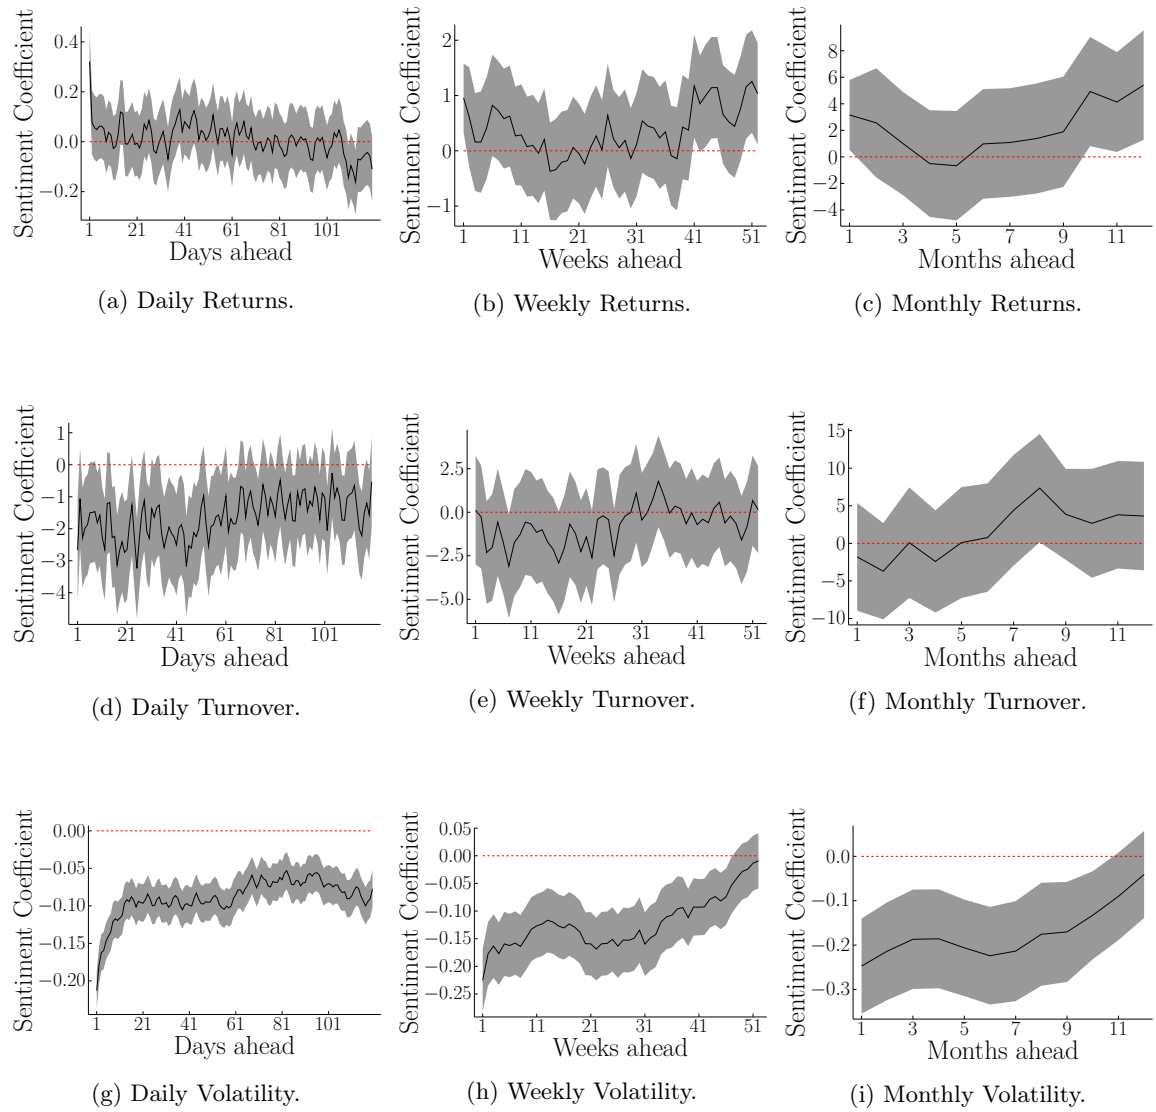 Sentiment Coefficient
0.4
0.2
0.0
−0.2
1 21 41 61 81 101
Days ahead
(a) Daily Returns.
Sentiment Coefficient
2
1
0
−1
1 11 21 31 41 51
Weeks ahead
(b) Weekly Returns.
Sentiment Coefficient
8
6
4
2
0
−2
−4
1 3 5 7 9 11
Months ahead
(c) Monthly Returns.
Sentiment Coefficient
1
0
−1
−2
−3
−4
1 21 41 61 81 101
Days ahead
(d) Daily Turnover.
Sentiment Coefficient
2.5
0.0
−2.5
−5.0
1 11 21 31 41 51
Weeks ahead
(e) Weekly Turnover.
Sentiment Coefficient
15
10
5
0
−5
−10
1 3 5 7 9 11
Months ahead
(f) Monthly Turnover.
Sentiment Coefficient
0.00
−0.05
−0.10
−0.15
−0.20
1 21 41 61 81 101
Days ahead
(g) Daily Volatility.
Sentiment Coefficient
0.05
0.00
−0.05
−0.10
−0.15
−0.20
−0.25
1 11 21 31 41 51
Weeks ahead
(h) Weekly Volatility.
Sentiment Coefficient
0.0
−0.1
−0.2
−0.3
1 3 5 7 9 11
Months ahead
(i) Monthly Volatility.